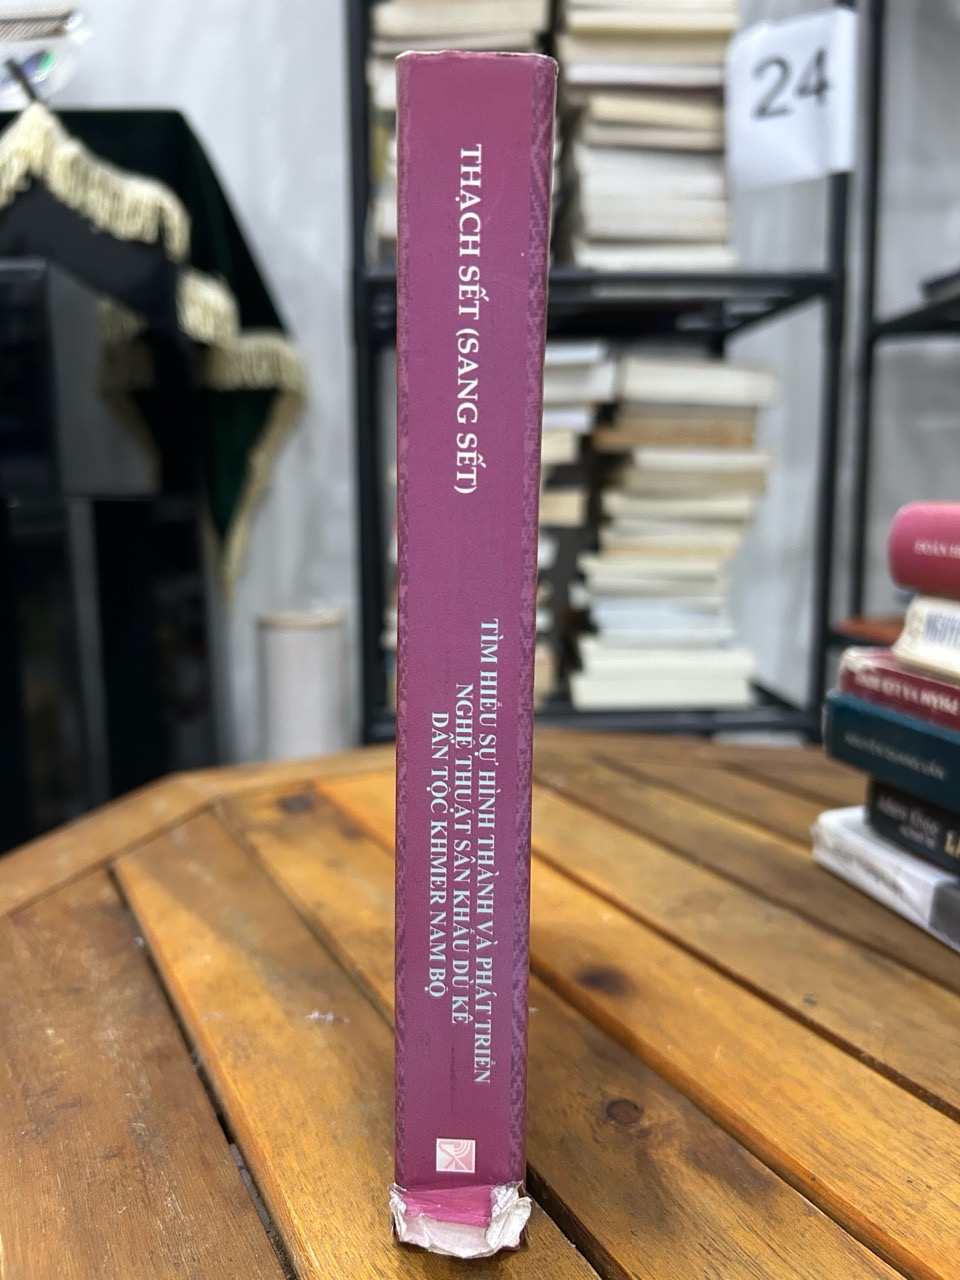 THẠCH SẾT (SANG SẾT)
TÌM HIỂU SỰ HÌNH THÀNH VÀ PHÁT TRIỂN
NGHỆ THUẬT SÂN KHẤU DÙ KÊ
DÂN TỘC KHMER NAM BỘ
24